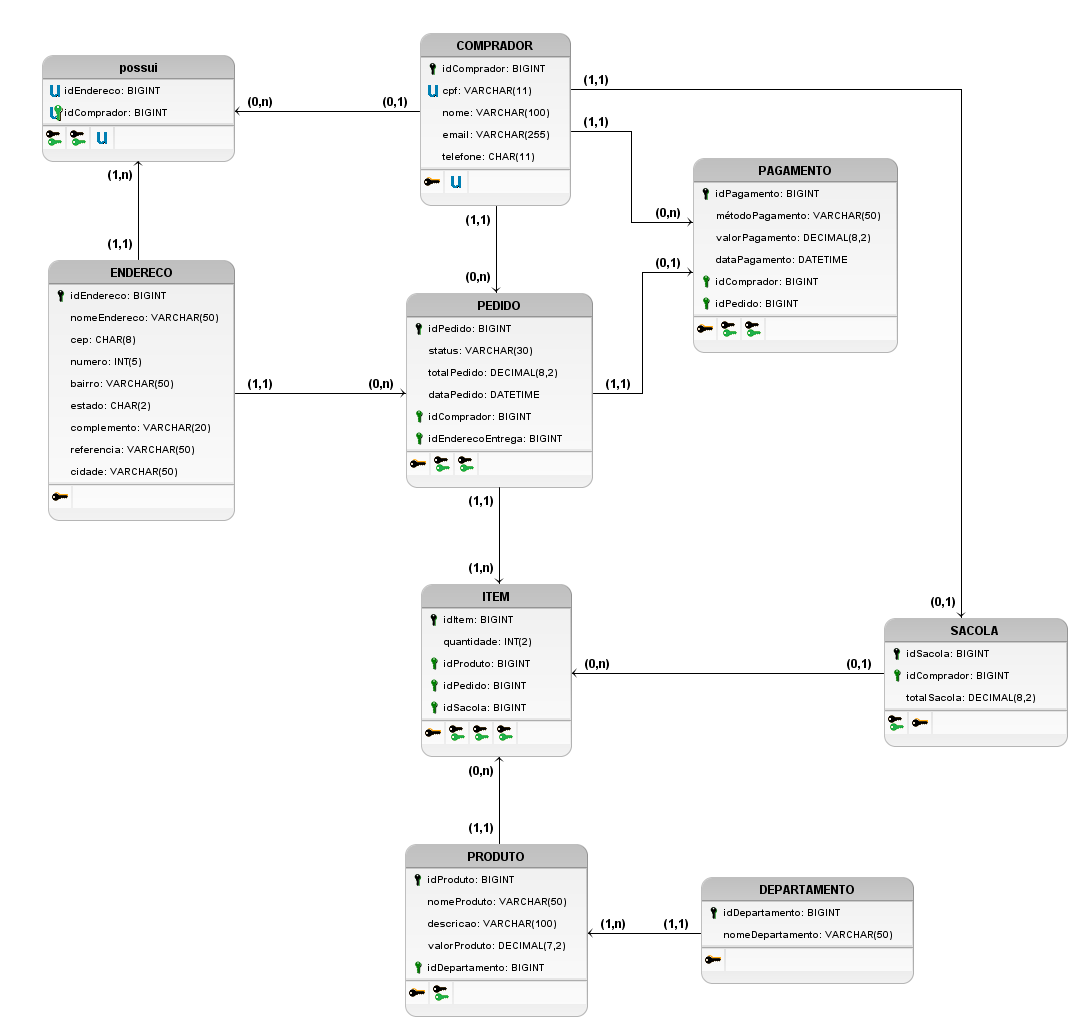 COMPRADOR
idComprador: BIGINT
cpf: VARCHAR(11)
nome: VARCHAR(100)
email: VARCHAR(255)
telefone: CHAR(11)
possui
idEndereco: BIGINT
idComprador: BIGINT
(0,n)
(0,1)
(1,1)
(1,1)
(1,n)
(1,1)
(1,1)
(0,n)
PAGAMENTO
idPagamento: BIGINT
métodoPagamento: VARCHAR(50)
valorPagamento: DECIMAL(8,2)
dataPagamento: DATETIME
idComprador: BIGINT
idPedido: BIGINT
(0,n)
(0,1)
ENDERECO
idEndereco: BIGINT
nomeEndereco: VARCHAR(50)
cep: CHAR(8)
numero: INT(5)
bairro: VARCHAR(50)
estado: CHAR(2)
complemento: VARCHAR(20)
referencia: VARCHAR(50)
cidade: VARCHAR(50)
(1,1)
(0,n)
PEDIDO
idPedido: BIGINT
status: VARCHAR(30)
totalPedido: DECIMAL(8,2)
dataPedido: DATETIME
idComprador: BIGINT
idEnderecoEntrega: BIGINT
(1,1)
(1,1)
(1,n)
ITEM
idItem: BIGINT
quantidade: INT(2)
idProduto: BIGINT
idPedido: BIGINT
idSacola: BIGINT
(0,n)
(0,1)
(0,1)
SACOLA
idSacola: BIGINT
idComprador: BIGINT
totalSacola: DECIMAL(8,2)
(0,n)
(1,1)
PRODUTO
idProduto: BIGINT
nomeProduto: VARCHAR(50)
descricao: VARCHAR(100)
valorProduto: DECIMAL(7,2)
idDepartamento: BIGINT
(1,n)
(1,1)
DEPARTAMENTO
idDepartamento: BIGINT
nomeDepartamento: VARCHAR(50)